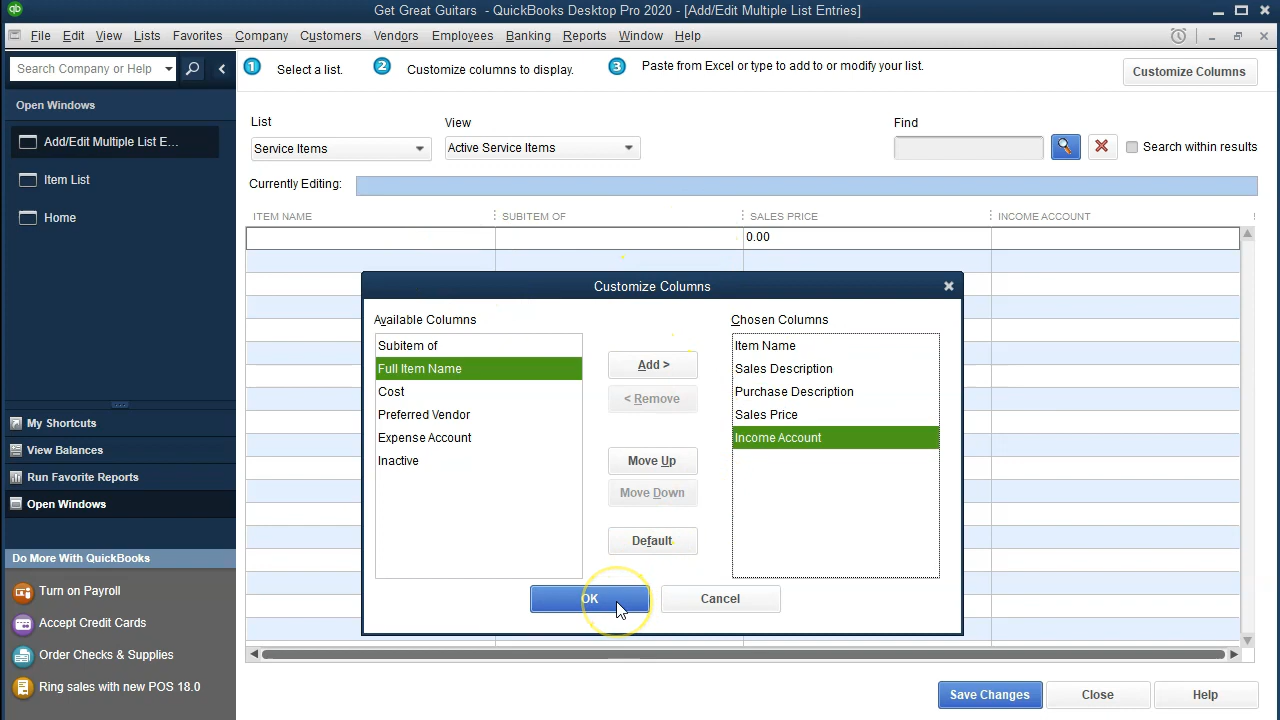 qb
Get Great Guitars - QuickBooks Desktop Pro 2020 - [Add/Edit Multiple List Entries]
File Edit View Lists Favorites Company Customers Vendors Employees Banking Reports Window Help
Search Company or Help
1 Select a list. 2 Customize columns to display. 3 Paste from Excel or type to add to or modify your list.
Customize Columns
Open Windows
Add/Edit Multiple List E...
Item List
Home
List
View
Find
Service Items
Active Service Items
Search within results
Currently Editing:
ITEM NAME SUBITEM OF SALES PRICE INCOME ACCOUNT
0.00
Customize Columns
Available Columns
Subitem of
Full Item Name
Cost
Preferred Vendor
Expense Account
Inactive
Add >
< Remove
Move Up
Move Down
Default
Chosen Columns
Item Name
Sales Description
Purchase Description
Sales Price
Income Account
OK
Cancel
My Shortcuts
View Balances
Run Favorite Reports
Open Windows
Do More With QuickBooks
Turn on Payroll
Accept Credit Cards
Order Checks & Supplies
Ring sales with new POS 18.0
Save Changes
Close
Help